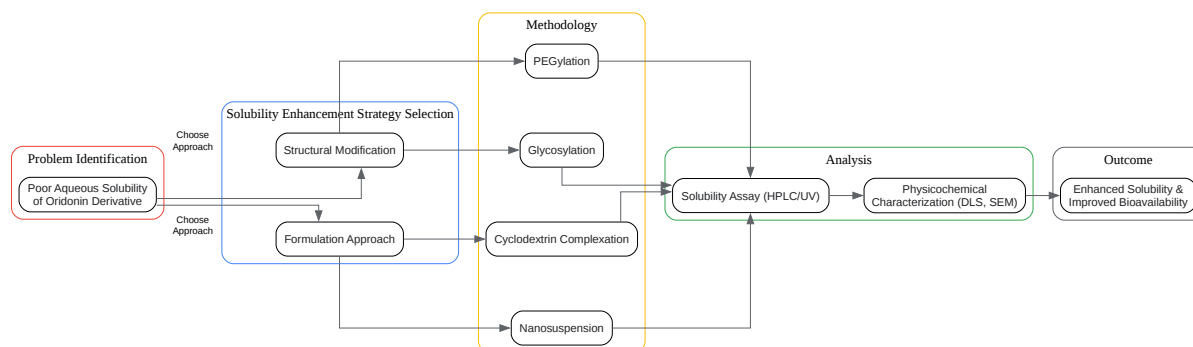 Problem Identification
Poor Aqueous Solubility
of Oridonin Derivative
Choose
Approach
Choose
Approach
Solubility Enhancement Strategy Selection
Structural Modification
Formulation Approach
Methodology
PEGylation
Glycosylation
Cyclodextrin Complexation
Nanosuspension
Analysis
Solubility Assay (HPLC/UV)
Physicochemical
Characterization (DLS, SEM)
Outcome
Enhanced Solubility &
Improved Bioavailability